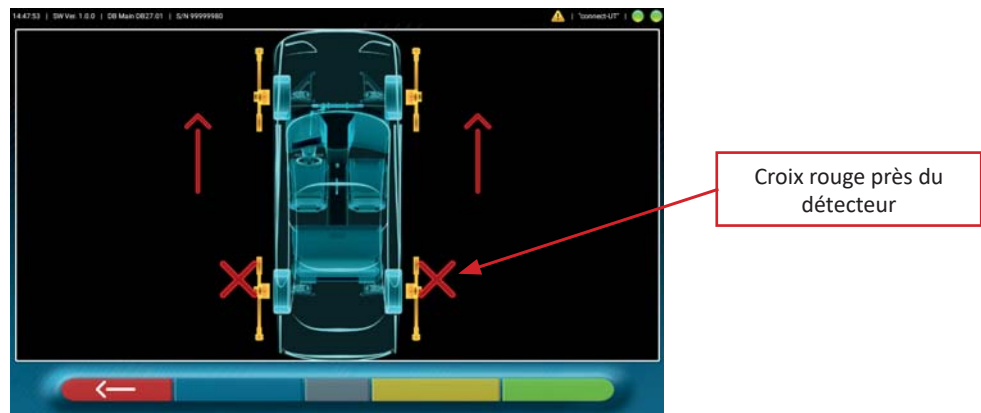 14:47:53 | SW Ver. 1.0.0 | DB Main DB27.01 | S/N 99999980
| "connect-UT" |
Croix rouge près du
détecteur